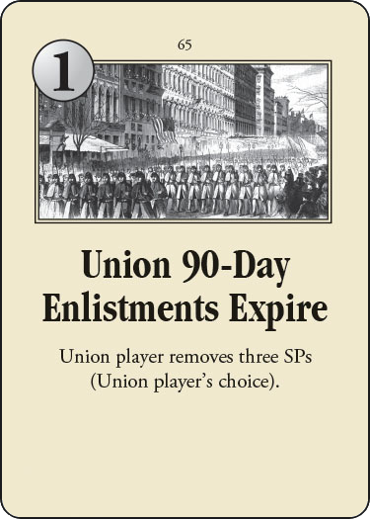 65
1
Union 90-Day
Enlistments Expire
Union player removes three SPs
(Union player's choice).